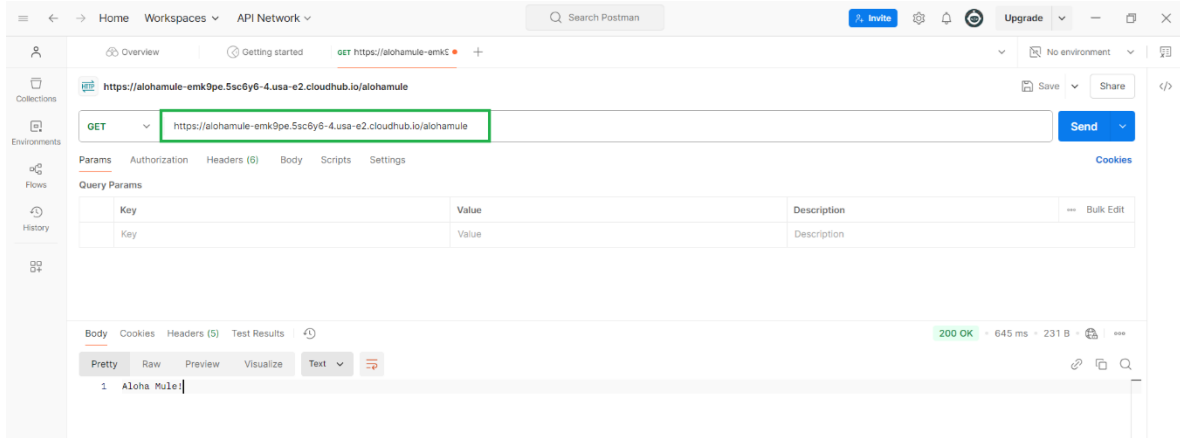 Home Workspaces API Network Search Postman Invite Upgrade
Overview Getting started GET https://alohamule-emk9 No environment
HTTP https://alohamule-emk9pe.5sc6y6-4.usa-e2.cloudhub.io/alohamule Save Share
Collections
GET https://alohamule-emk9pe.5sc6y6-4.usa-e2.cloudhub.io/alohamule Send
Environments
Params Authorization Headers (6) Body Scripts Settings Cookies
Flows
Query Params
Key Value Description Bulk Edit
History
Key Value Description
Body Cookies Headers (5) Test Results 200 OK 645 ms 231 B
Pretty Raw Preview Visualize Text
1 Aloha Mule!